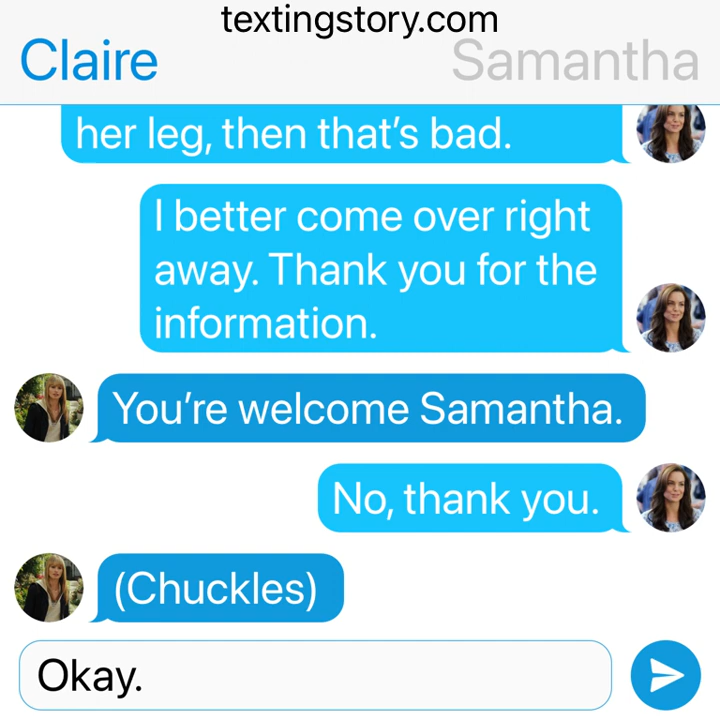 textingstory.com
Claire
Samantha
her leg, then that's bad.
I better come over right
away. Thank you for the
information.
You're welcome Samantha.
No, thank you.
(Chuckles)
Okay.